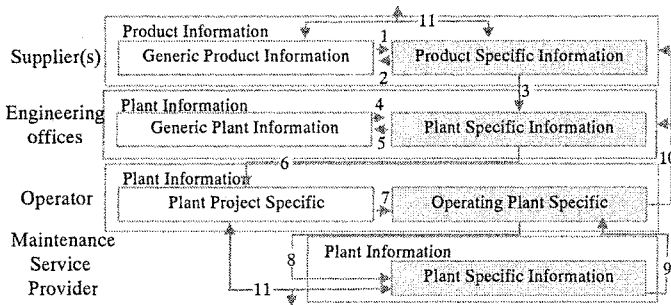 11
Product Information
1
Supplier(s)
Generic Product Information
Product Specific Information
2
3
Engineering
offices
Plant Information
4
Generic Plant Information
Plant Specific Information
5
6
10
Plant Information
Operator
Plant Project Specific
7
Operating Plant Specific
Maintenance
Service
Provider
Plant Information
8
9
11
Plant Specific Information